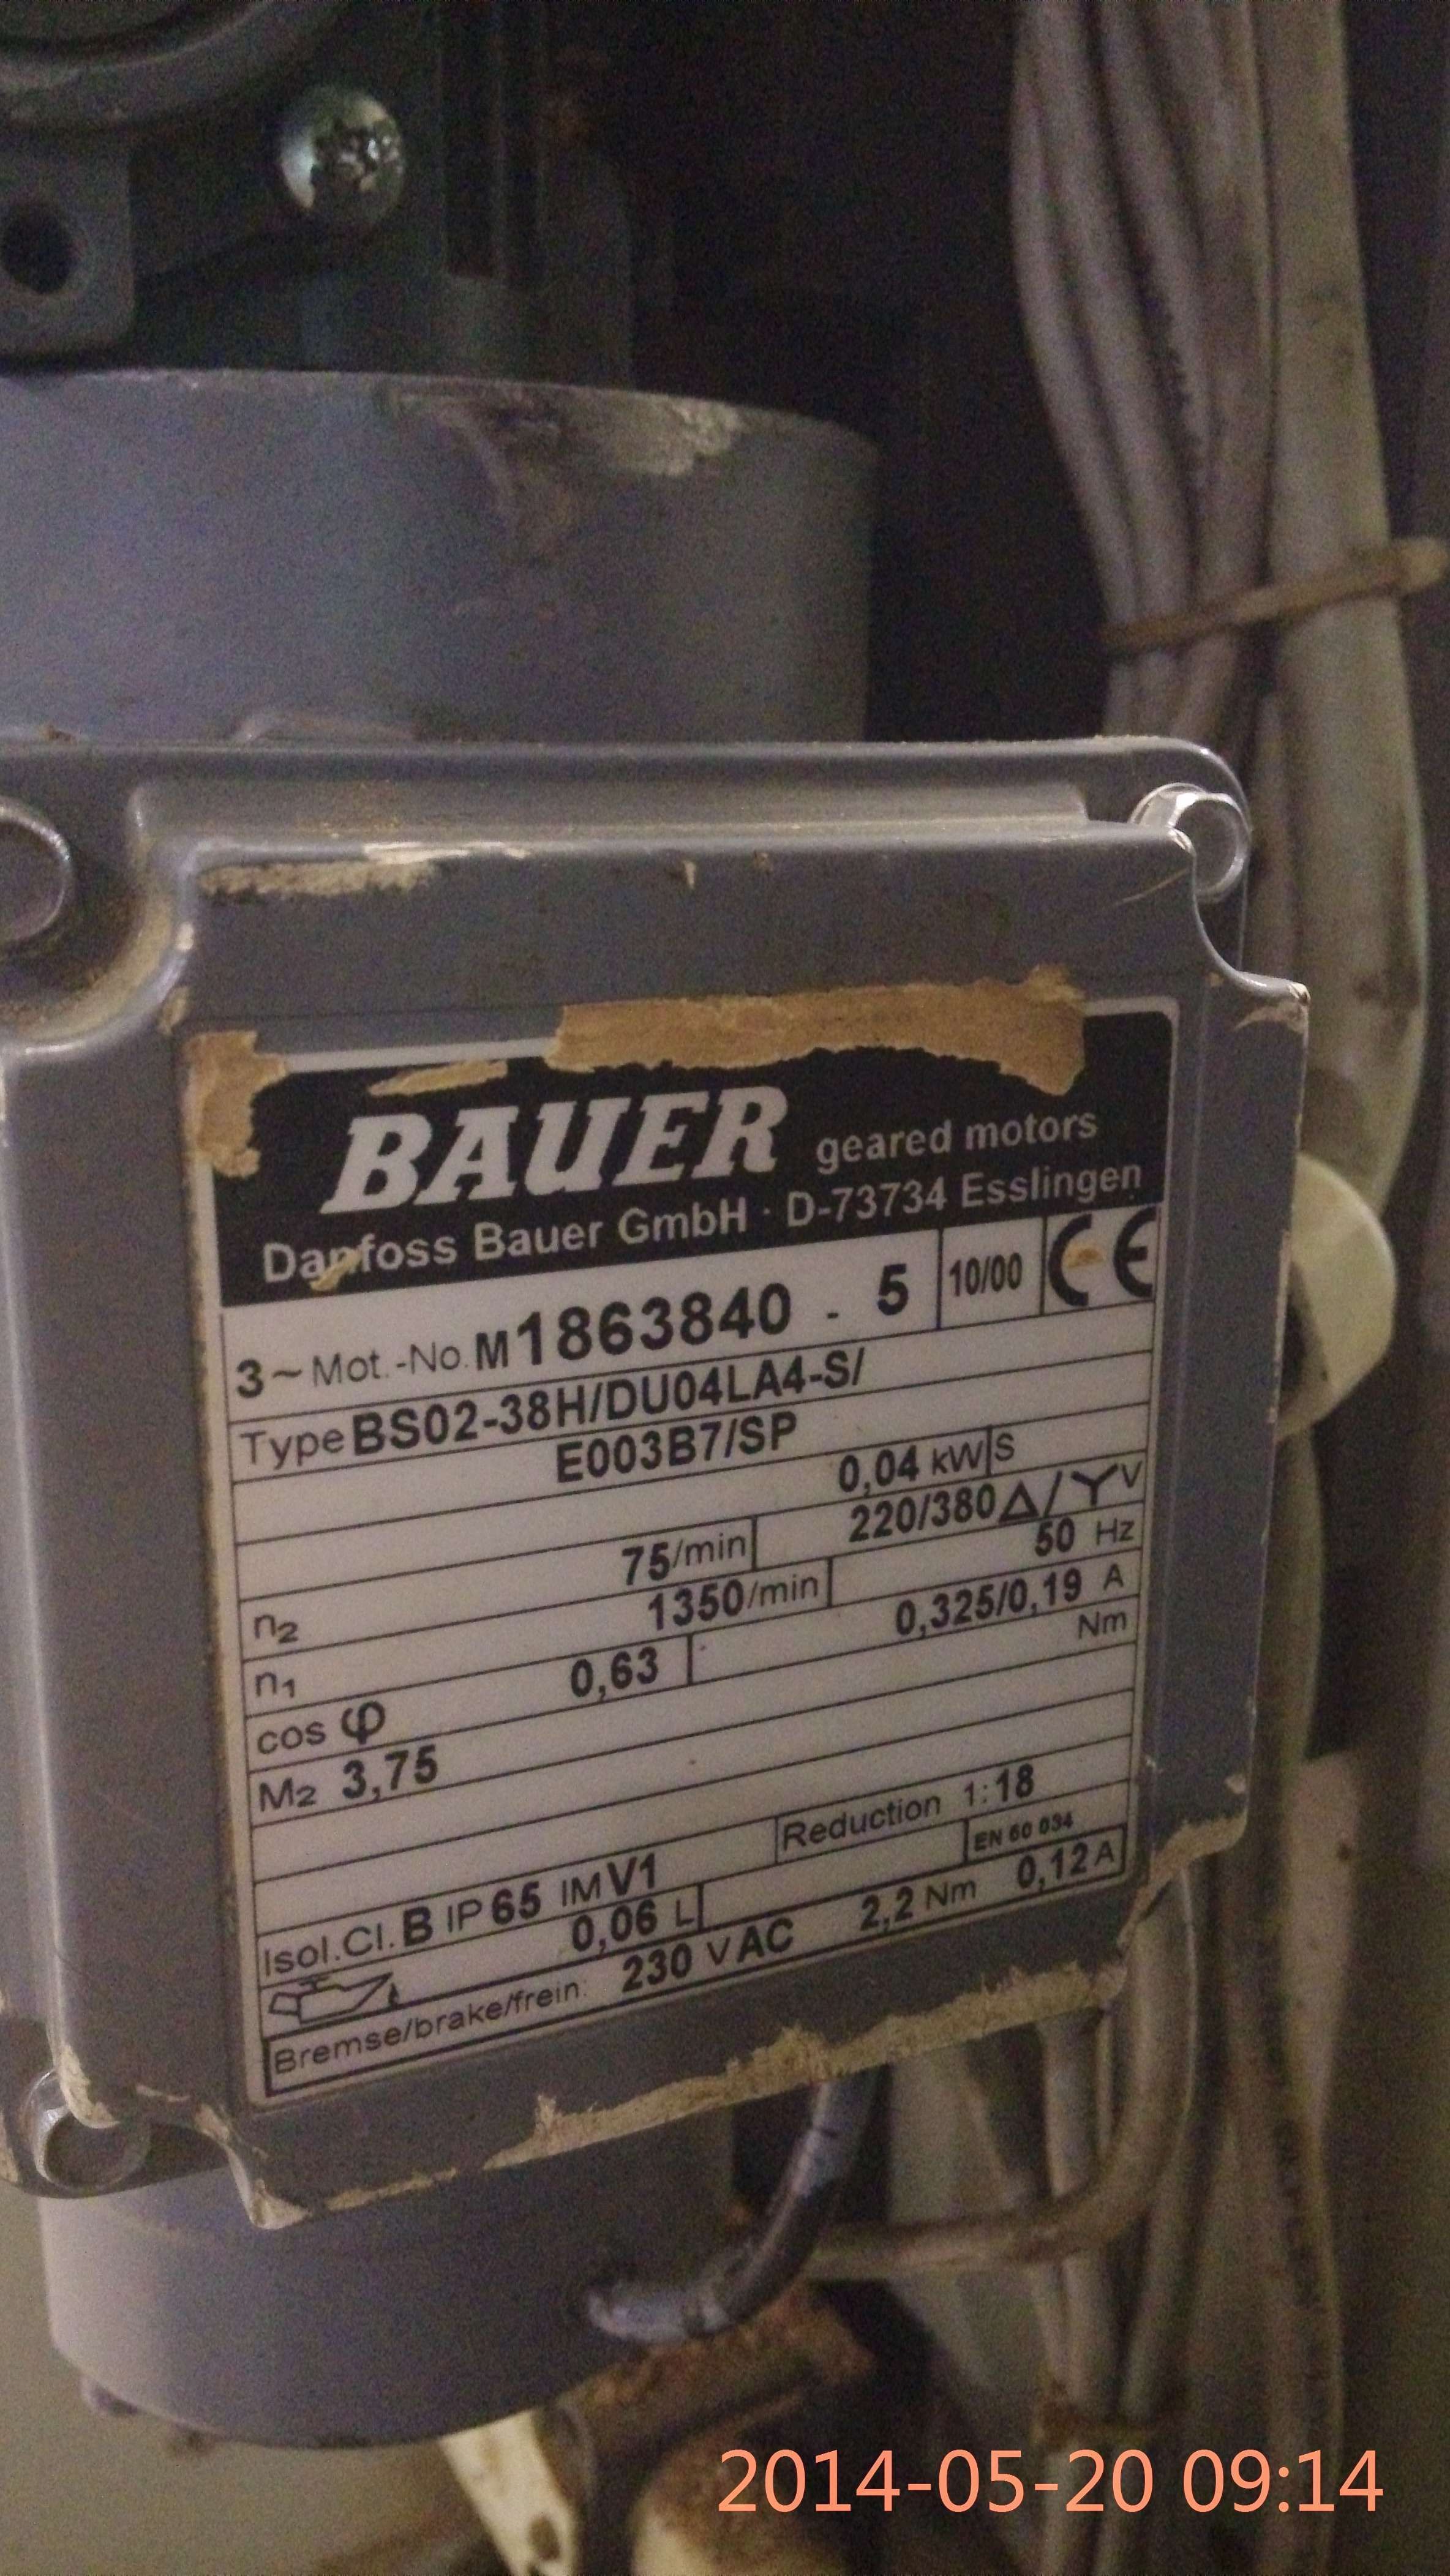 BAUER geared motors
Danfoss Bauer GmbH · D-73734 Esslingen
3~ Mot.-No. M 1863840 - 5 10/00 CE
Type BS02-38H/DU04LA4-S/
E003B7/SP
0,04 kW S
n2 75/min 220/380 Δ/Y V
n1 1350/min 50 Hz
cos φ 0,63 0,325/0,19 A
M2 3,75 Nm
Reduction 1:18
Isol.Cl. B IP 65 IM V1 EN 60 034
0,06 L
Bremse/brake/frein: 230 V AC 2,2 Nm 0,12 A
2014-05-20 09:14